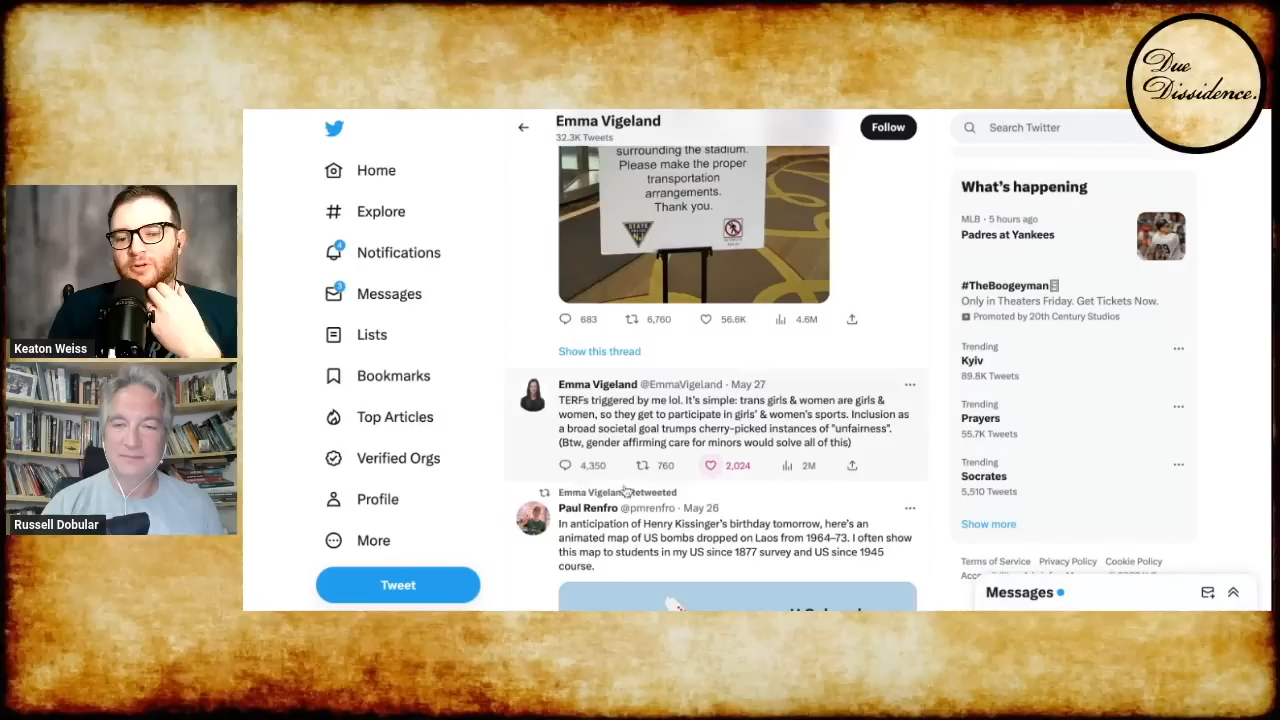 Due
Dissidence.
Keaton Weiss
Russell Dobular
Home
Explore
4
Notifications
3
Messages
Lists
Bookmarks
Top Articles
Verified Orgs
Profile
More
Tweet
Emma Vigeland
32.3K Tweets
Follow
surrounding the stadium.
Please make the proper
transportation
arrangements.
Thank you.
683 6,760 56.6K 4.6M
Show this thread
Emma Vigeland @EmmaVigeland · May 27
TERFs triggered by me lol. It's simple: trans girls & women are girls &
women, so they get to participate in girls' & women's sports. Inclusion as
a broad societal goal trumps cherry-picked instances of "unfairness".
(Btw, gender affirming care for minors would solve all of this)
4,350 760 2,024 2M
Emma Vigeland Retweeted
Paul Renfro @pmrenfro · May 26
In anticipation of Henry Kissinger's birthday tomorrow, here's an
animated map of US bombs dropped on Laos from 1964–73. I often show
this map to students in my US since 1877 survey and US since 1945
course.
Search Twitter
What's happening
MLB · 5 hours ago
Padres at Yankees
#TheBoogeyman
Only in Theaters Friday. Get Tickets Now.
Promoted by 20th Century Studios
Trending
Kyiv
89.8K Tweets
Trending
Prayers
55.7K Tweets
Trending
Socrates
5,510 Tweets
Show more
Terms of Service Privacy Policy Cookie Policy
Messages